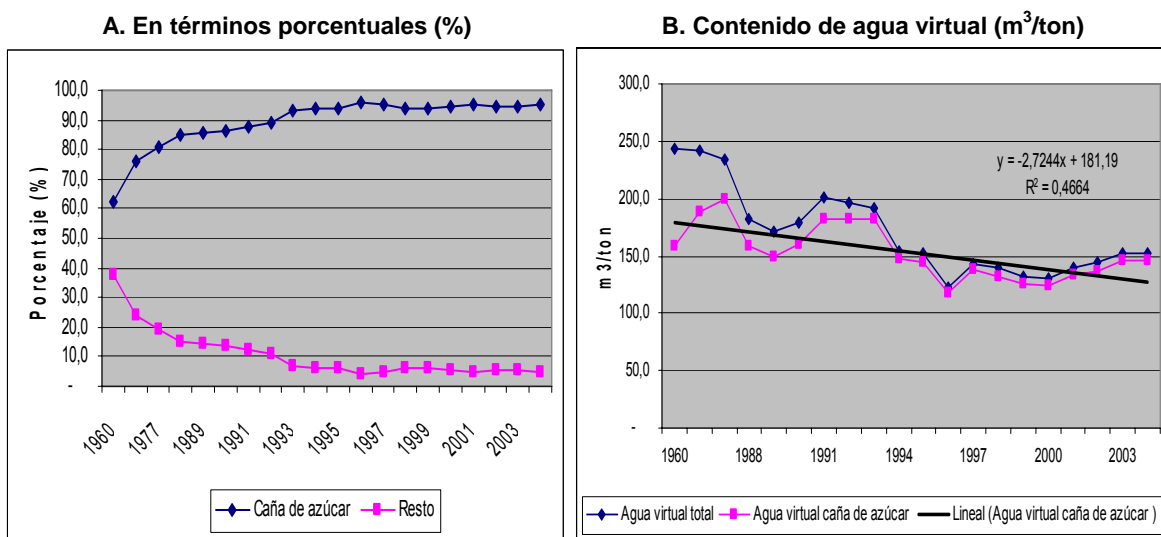 A. En términos porcentuales (%)
100,0
90,0
80,0
70,0
60,0
50,0
40,0
30,0
20,0
10,0
-
Porcentaje (%)
1960 1977 1989 1991 1993 1995 1997 1999 2001 2003
Caña de azúcar Resto
B. Contenido de agua virtual (m³/ton)
300,0
250,0
200,0
150,0
100,0
50,0
-
m3/ton
y = -2,7244x + 181,19
R² = 0,4664
1960 1988 1991 1994 1997 2000 2003
Agua virtual total Agua virtual caña de azúcar Lineal (Agua virtual caña de azúcar )